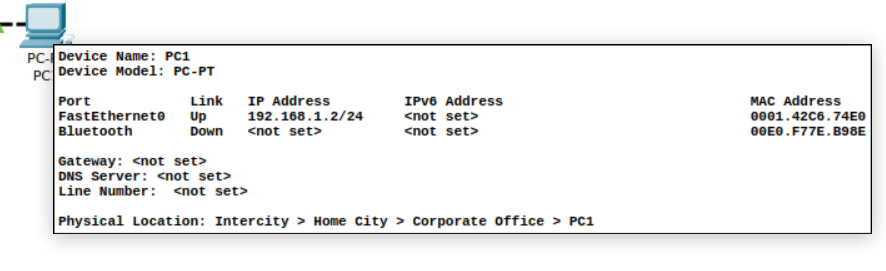 Device Name: PC1
Device Model: PC-PT
Port Link IP Address IPv6 Address MAC Address
FastEthernet0 Up 192.168.1.2/24 <not set> 0001.42C6.74E0
Bluetooth Down <not set> <not set> 00E0.F77E.B98E
Gateway: <not set>
DNS Server: <not set>
Line Number: <not set>
Physical Location: Intercity > Home City > Corporate Office > PC1